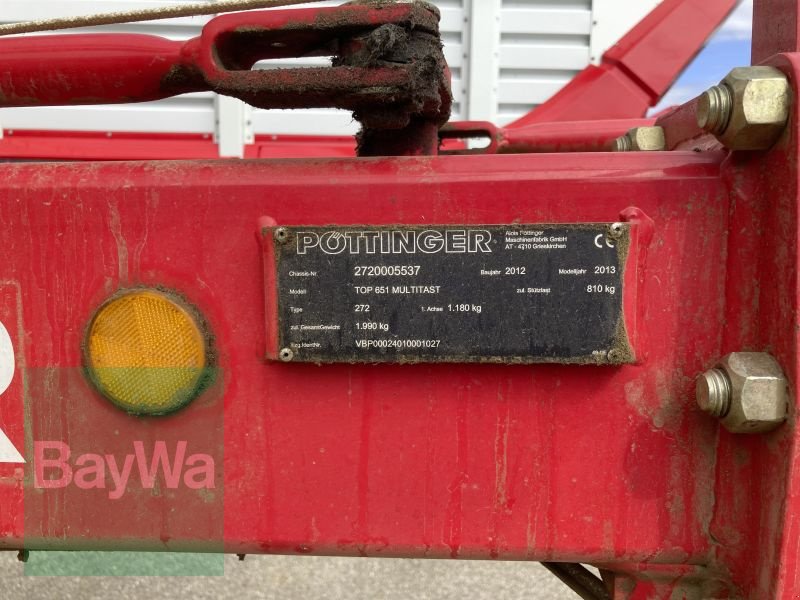 PÖTTINGER Alois Pöttinger
Maschinenfabrik GmbH
AT - 4710 Grieskirchen
CE
Chassis-Nr. 2720005537 Baujahr 2012 Modelljahr 2013
Modell TOP 651 MULTITAST zul. Stützlast 810 kg
Type 272 1. Achse 1.180 kg
zul. GesamtGewicht 1.990 kg
Fzg.IdentNr. VBP00024010001027
R
BayWa